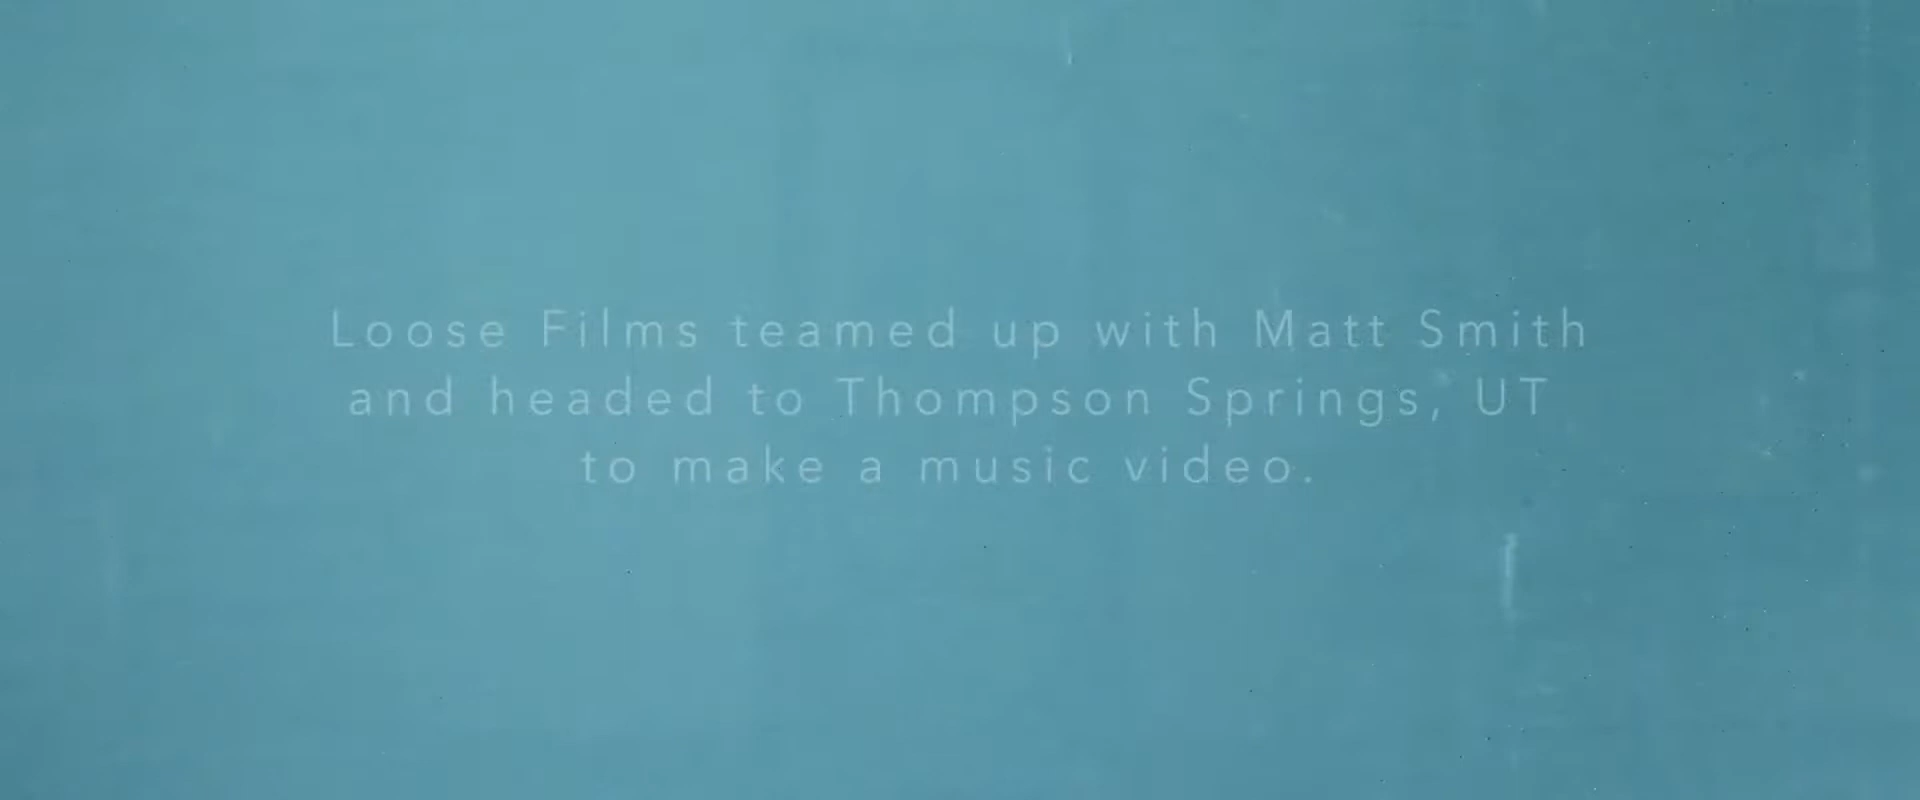 Loose Films teamed up with Matt Smith
and headed to Thompson Springs, UT
to make a music video.